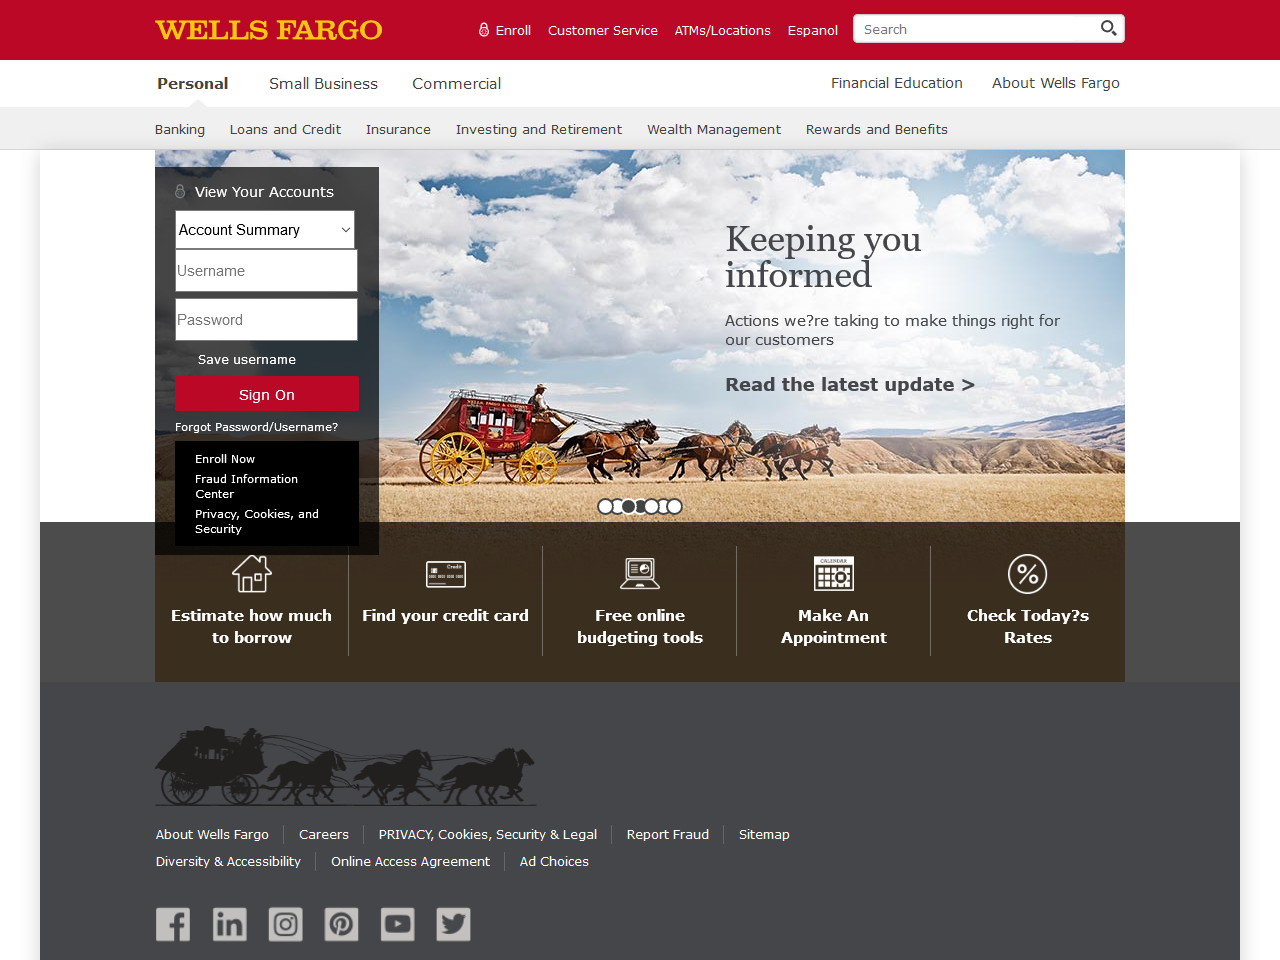 WELLS FARGO
Enroll Customer Service ATMs/Locations Espanol Search
Personal Small Business Commercial Financial Education About Wells Fargo
Banking Loans and Credit Insurance Investing and Retirement Wealth Management Rewards and Benefits
View Your Accounts
Account Summary
Username
Password
Save username
Sign On
Forgot Password/Username?
Enroll Now
Fraud Information
Center
Privacy, Cookies, and
Security
Keeping you
informed
Actions we?re taking to make things right for
our customers
Read the latest update >
WELLS FARGO & COMPANY
Estimate how much
to borrow
Credit
Find your credit card
Free online
budgeting tools
CALENDAR
Make An
Appointment
Check Today?s
Rates
About Wells Fargo Careers PRIVACY, Cookies, Security & Legal Report Fraud Sitemap
Diversity & Accessibility Online Access Agreement Ad Choices